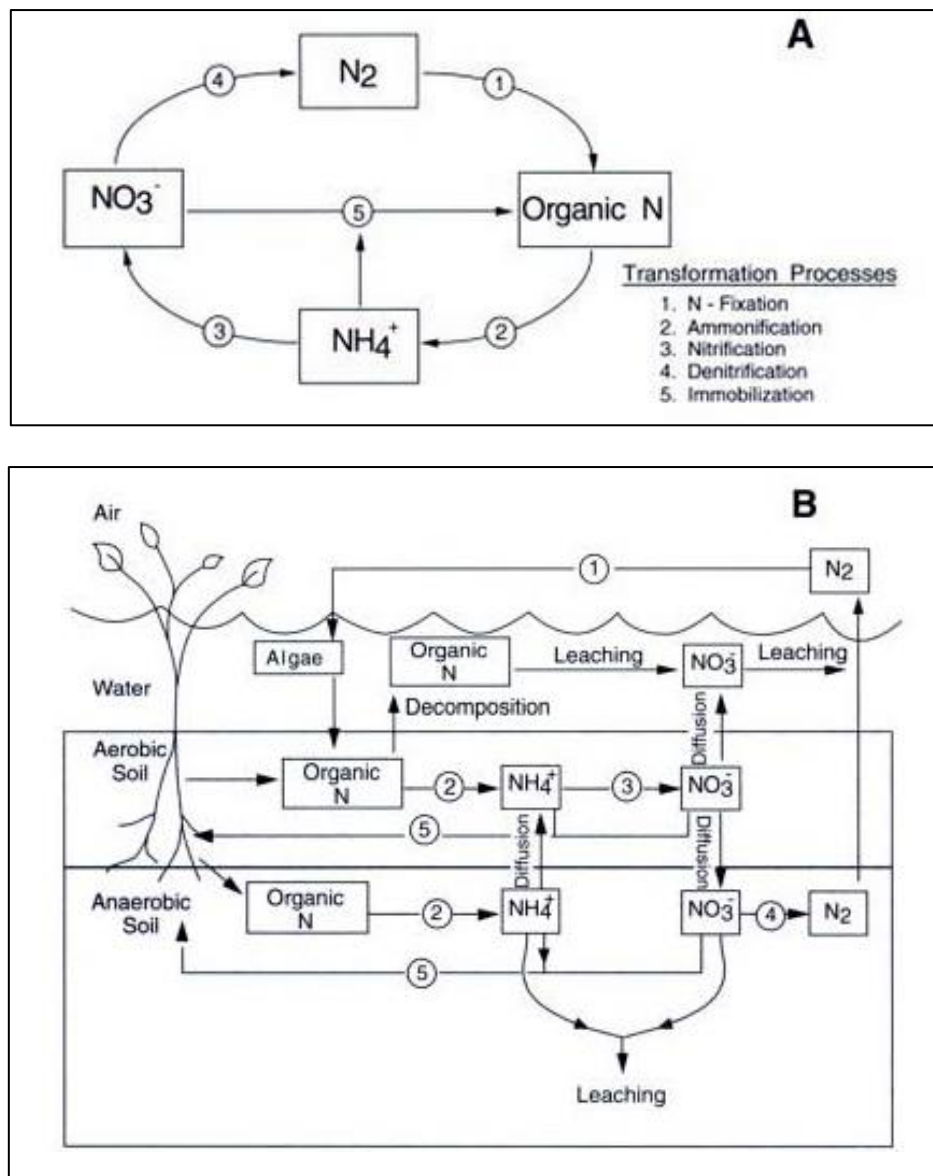 A
N2
4
1
NO3-
5
Organic N
3
NH4+
2
Transformation Processes
1. N - Fixation
2. Ammonification
3. Nitrification
4. Denitrification
5. Immobilization
B
Air
1
N2
Algae
Organic
N
Leaching
NO3-
Leaching
Water
Decomposition
Diffusion
Aerobic
Soil
Organic
N
2
NH4+
3
NO3-
5
Diffusion
Diffusion
Anaerobic
Soil
Organic
N
2
NH4+
NO3-
4
N2
5
Leaching